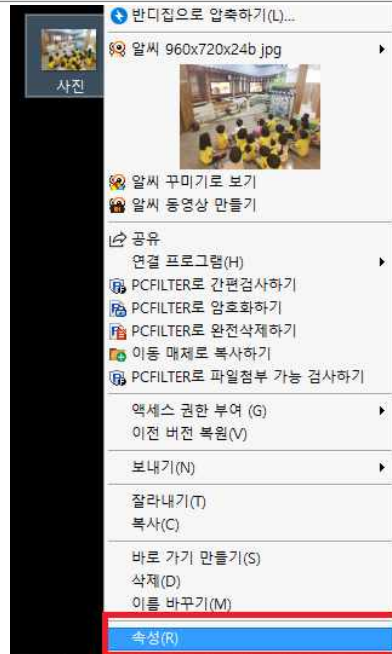 사진
반디집으로 압축하기(L)...
알씨 960x720x24b jpg
알씨 꾸미기로 보기
알씨 동영상 만들기
공유
연결 프로그램(H)
PCFILTER로 간편검사하기
PCFILTER로 암호화하기
PCFILTER로 완전삭제하기
이동 매체로 복사하기
PCFILTER로 파일첨부 가능 검사하기
액세스 권한 부여 (G)
이전 버전 복원(V)
보내기(N)
잘라내기(T)
복사(C)
바로 가기 만들기(S)
삭제(D)
이름 바꾸기(M)
속성(R)